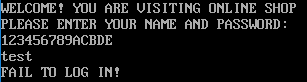 WELCOME! YOU ARE VISITING ONLINE SHOP
PLEASE ENTER YOUR NAME AND PASSWORD:
123456789ACBDE
test
FAIL TO LOG IN!